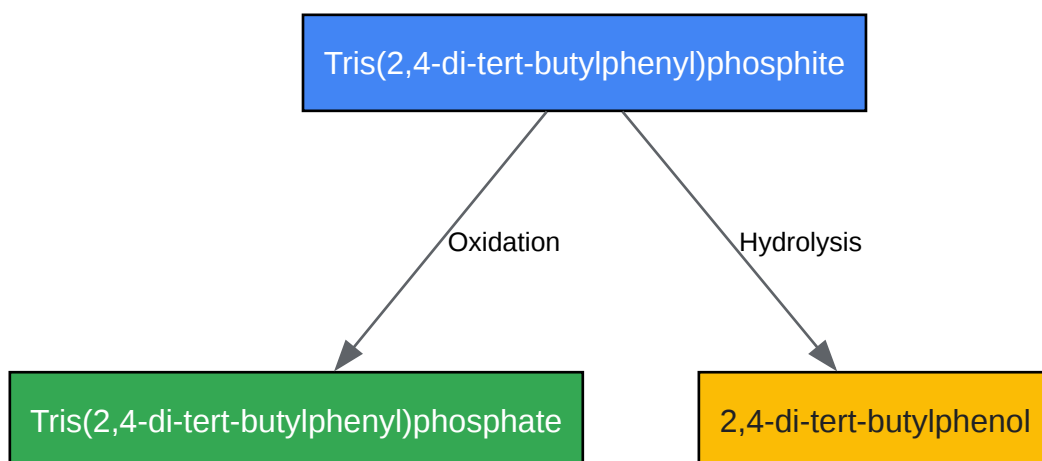 Tris(2,4-di-tert-butylphenyl)phosphite
Oxidation
Hydrolysis
Tris(2,4-di-tert-butylphenyl)phosphate
2,4-di-tert-butylphenol